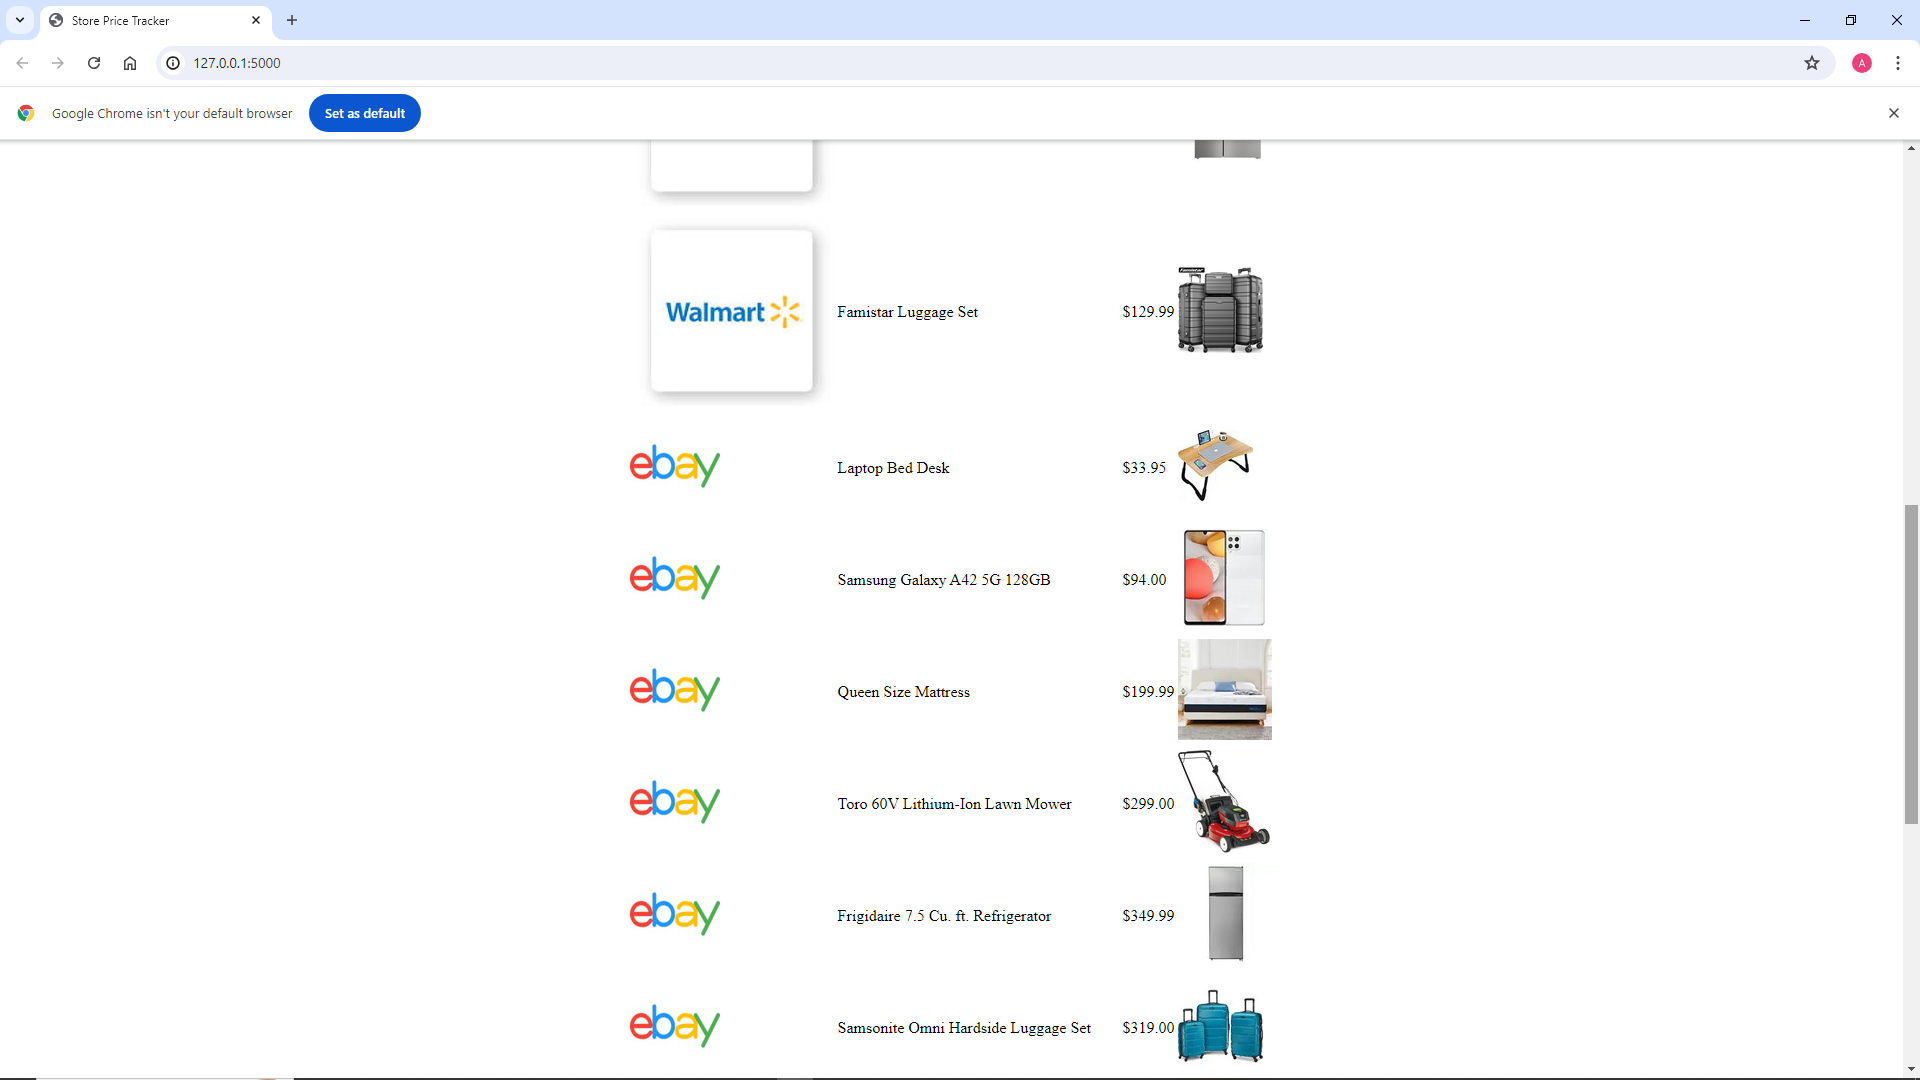 Store Price Tracker
127.0.0.1:5000
A
Google Chrome isn't your default browser
Set as default
Walmart
Famistar Luggage Set
$129.99
Famistar
ebay
Laptop Bed Desk
$33.95
ebay
Samsung Galaxy A42 5G 128GB
$94.00
ebay
Queen Size Mattress
$199.99
ebay
Toro 60V Lithium-Ion Lawn Mower
$299.00
ebay
Frigidaire 7.5 Cu. ft. Refrigerator
$349.99
ebay
Samsonite Omni Hardside Luggage Set
$319.00